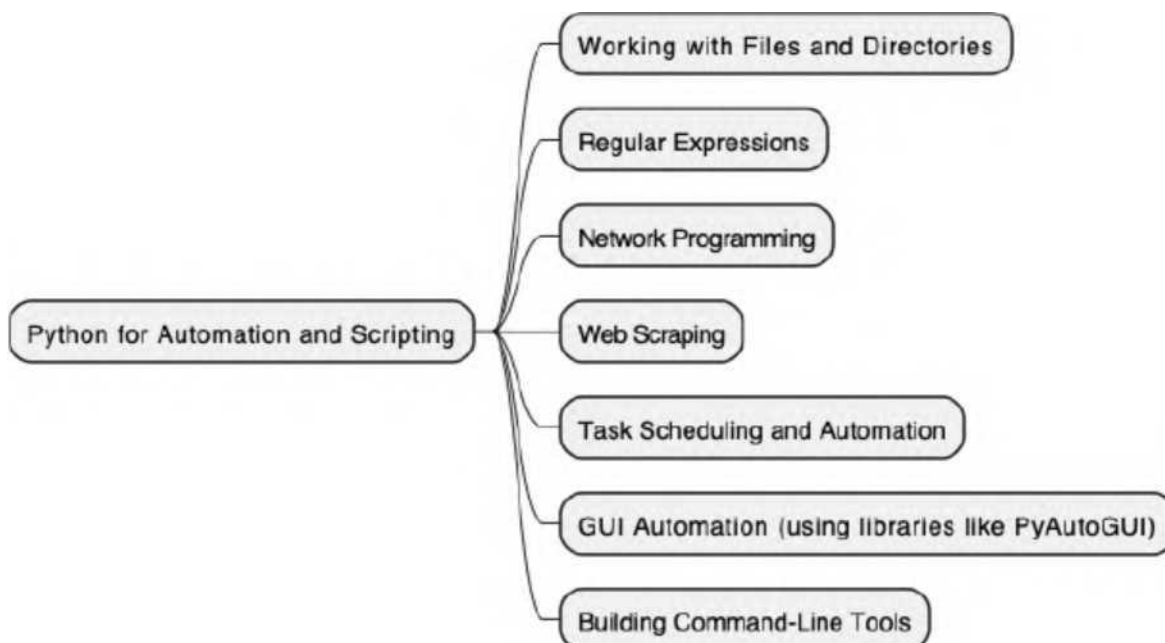 Working with Files and Directories
Regular Expressions
Network Programming
Python for Automation and Scripting
Web Scraping
Task Scheduling and Automation
GUI Automation (using libraries like PyAutoGUI)
Building Command-Line Tools